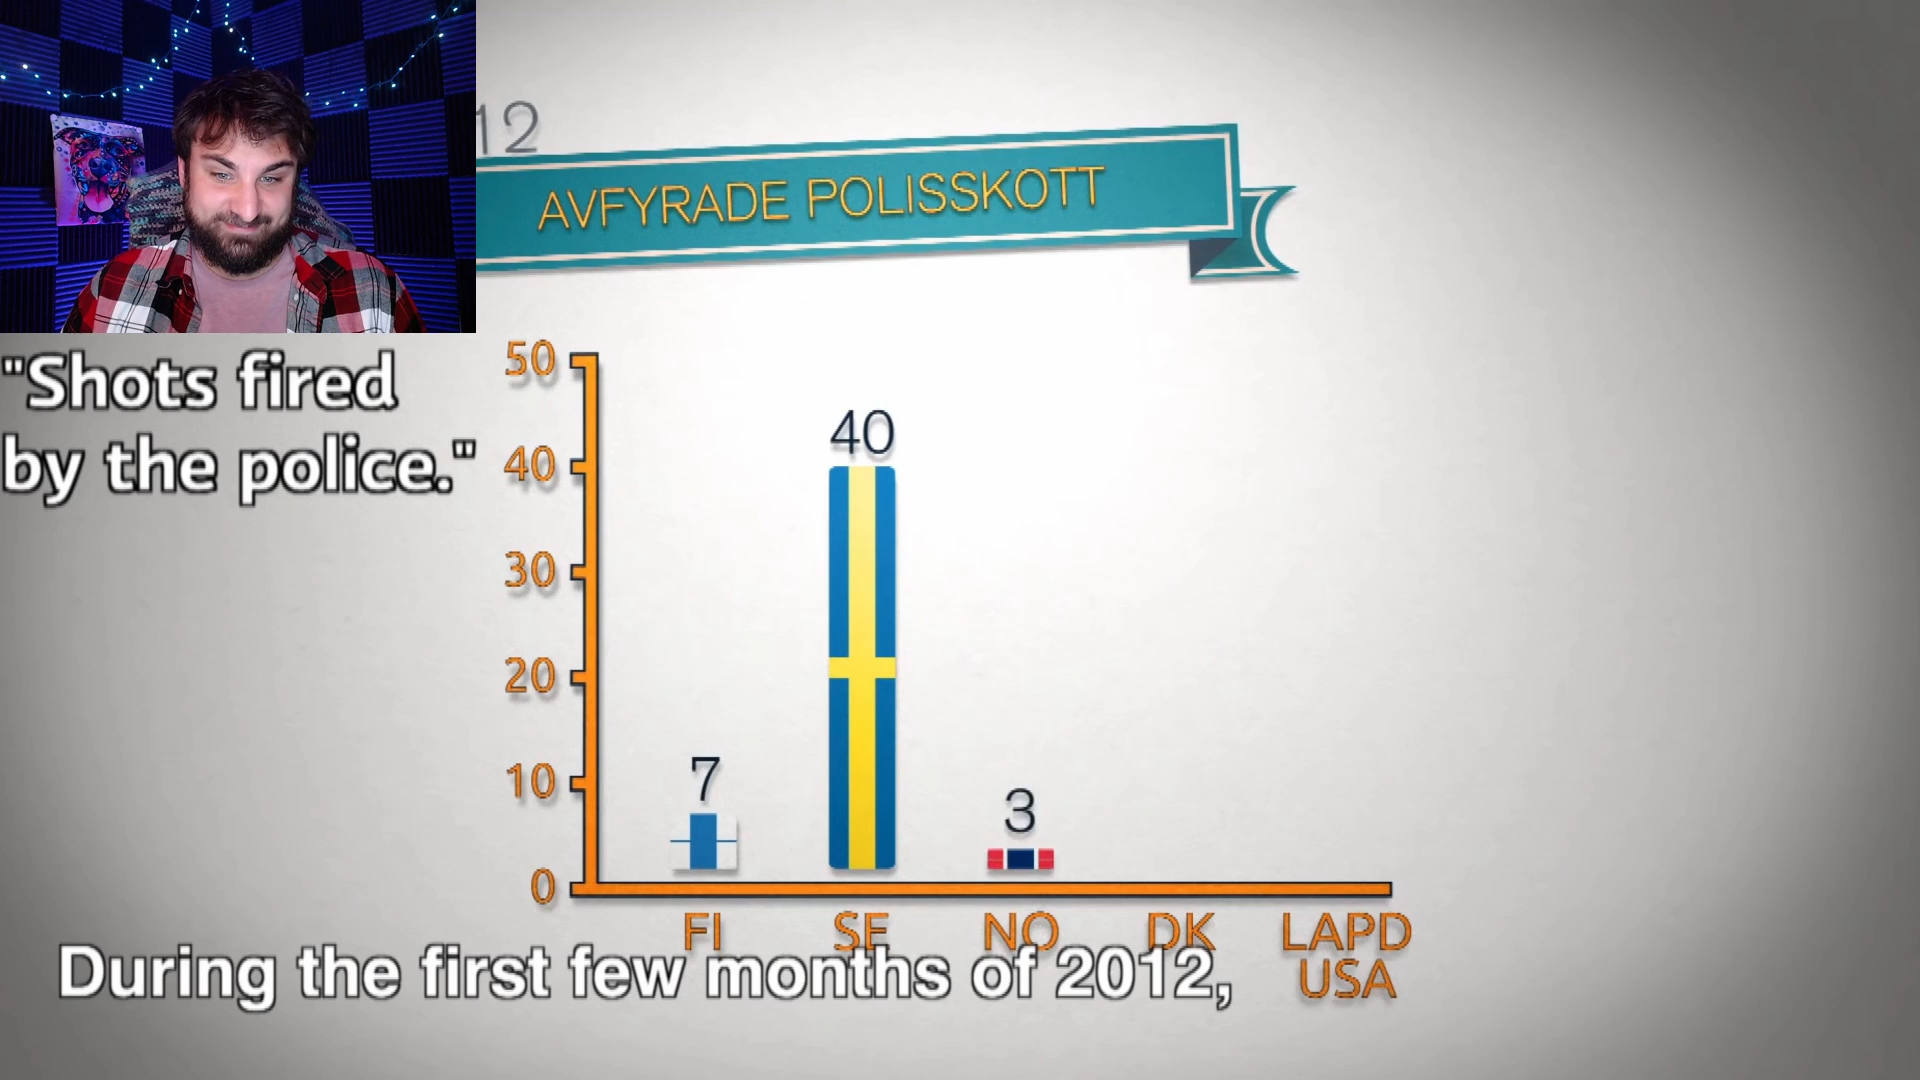 12
AVFYRADE POLISSKOTT
"Shots fired
by the police."
50
40
40
30
20
10
7
3
0
FI SE NO DK LAPD
USA
During the first few months of 2012,